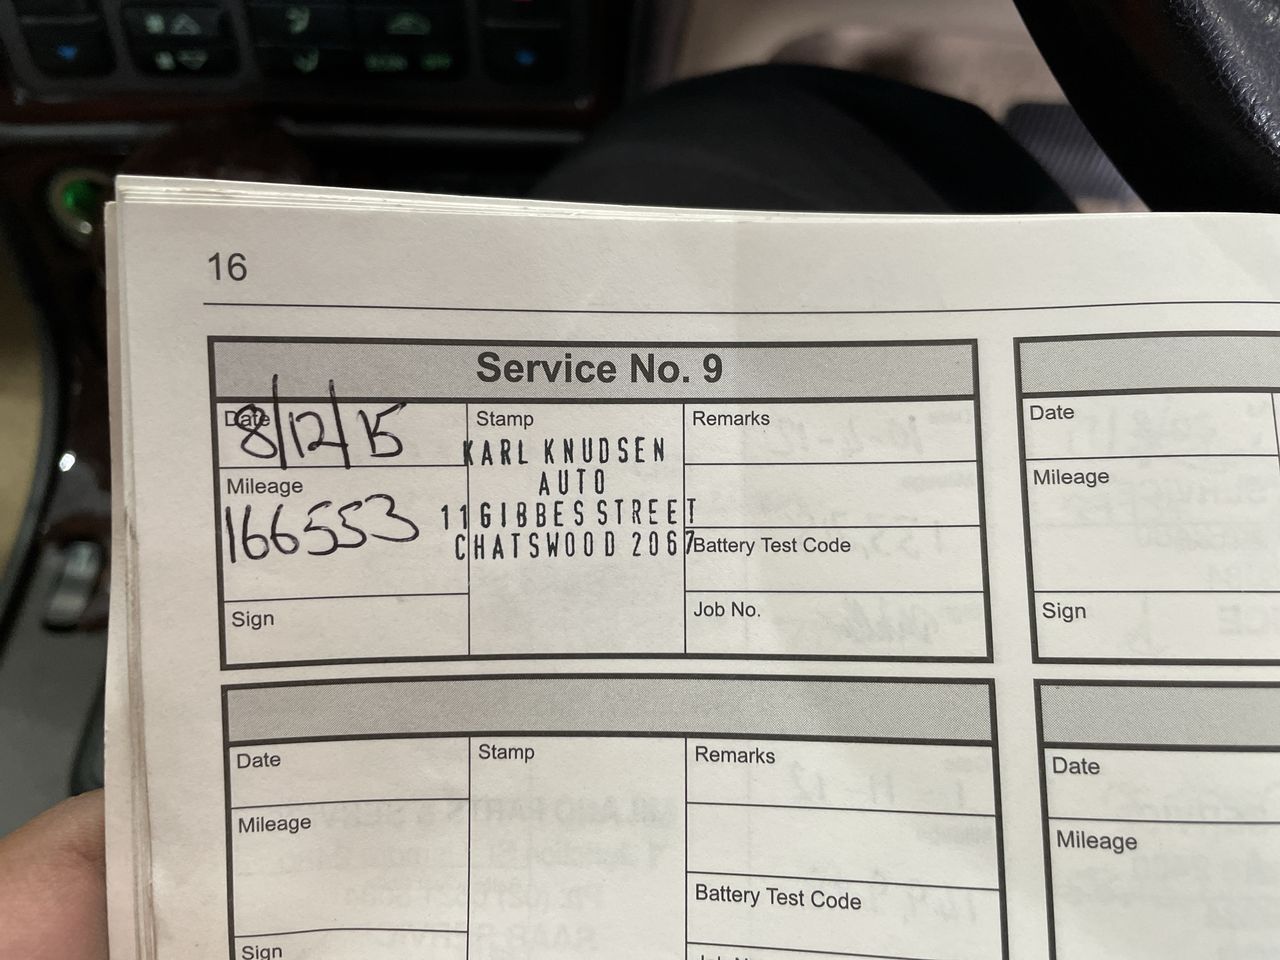 16
Service No. 9
Date
8/12/15
Mileage
166553
Sign
Stamp
KARL KNUDSEN
AUTO
11 GIBBES STREET
CHATSWOOD 2067
Remarks
Battery Test Code
Job No.
Date
Mileage
Sign
Date
Mileage
Sign
Stamp
Remarks
Battery Test Code
Date
Mileage